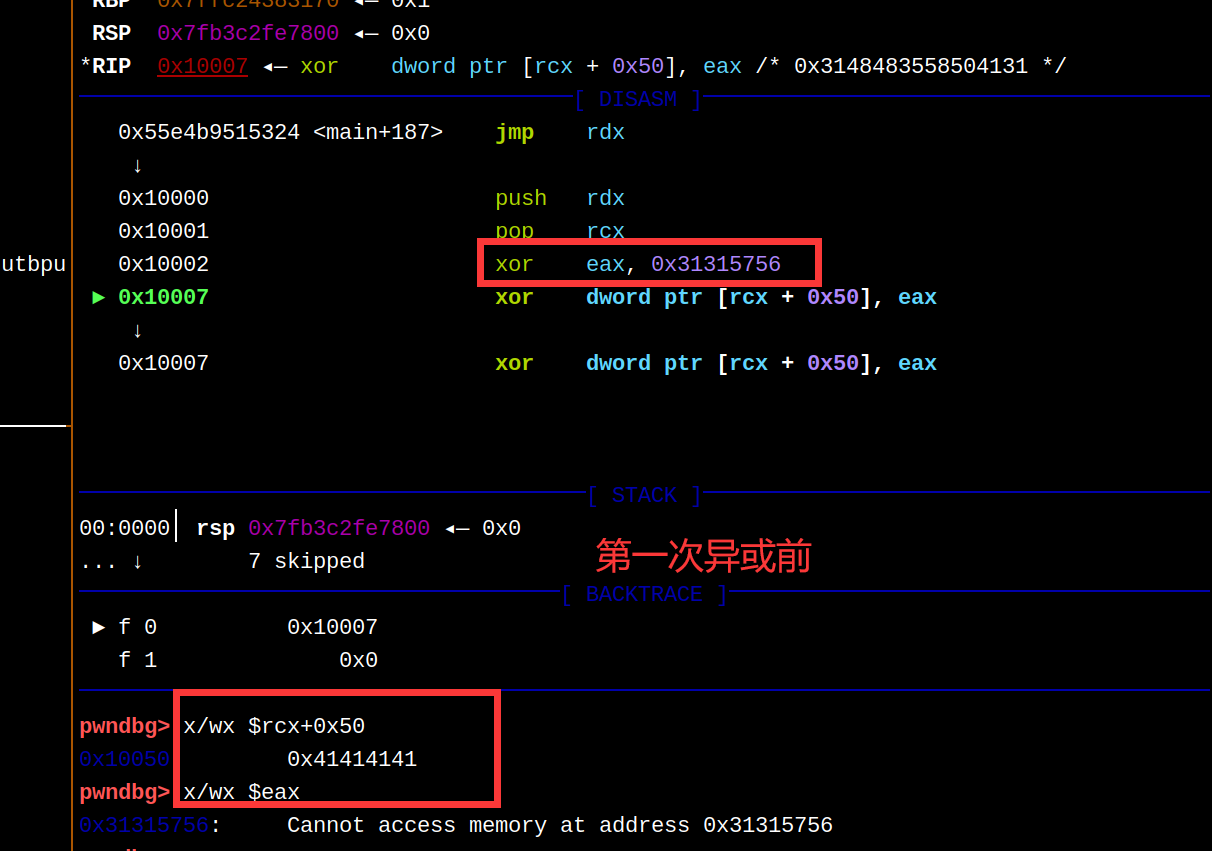 RBP 0x7ffc24383170 ◂— 0x1
RSP 0x7fb3c2fe7800 ◂— 0x0
*RIP 0x10007 ◂— xor dword ptr [rcx + 0x50], eax /* 0x3148483558504131 */
[ DISASM ]
0x55e4b9515324 <main+187> jmp rdx
↓
0x10000 push rdx
0x10001 pop rcx
utbpu
0x10002 xor eax, 0x31315756
► 0x10007 xor dword ptr [rcx + 0x50], eax
↓
0x10007 xor dword ptr [rcx + 0x50], eax
[ STACK ]
00:0000│ rsp 0x7fb3c2fe7800 ◂— 0x0
... ↓ 7 skipped
第一次异或前
[ BACKTRACE ]
► f 0 0x10007
f 1 0x0
pwndbg> x/wx $rcx+0x50
0x10050 0x41414141
pwndbg> x/wx $eax
0x31315756: Cannot access memory at address 0x31315756